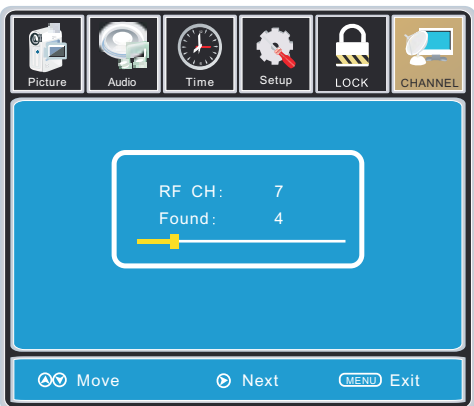 Picture Audio Time Setup LOCK CHANNEL
RF CH: 7
Found: 4
Move Next MENU Exit